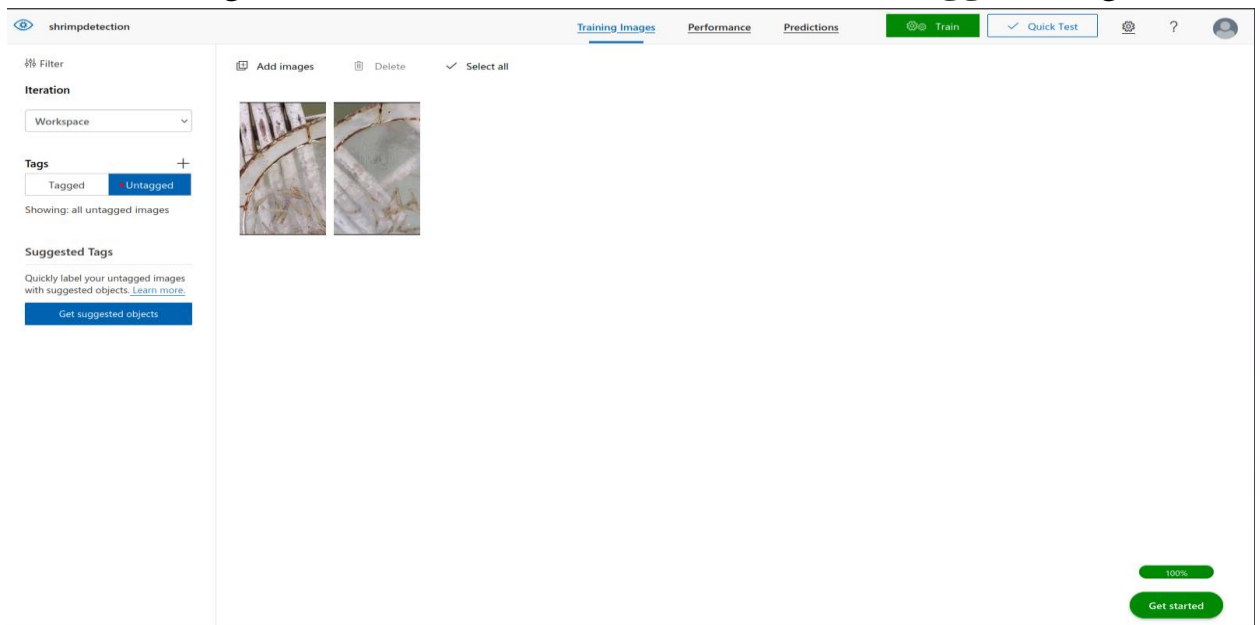 shrimpdetection
Training Images
Performance
Predictions
Train
Quick Test
?
Filter
Add images
Delete
Select all
Iteration
Workspace
Tags
Tagged
Untagged
Showing: all untagged images
Suggested Tags
Quickly label your untagged images
with suggested objects. Learn more.
Get suggested objects
100%
Get started